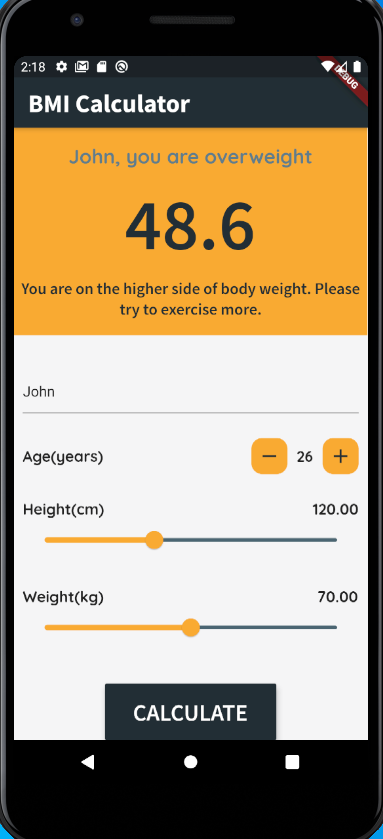 2:18
DEBUG
BMI Calculator
John, you are overweight
48.6
You are on the higher side of body weight. Please
try to exercise more.
John
Age(years) − 26 +
Height(cm) 120.00
Weight(kg) 70.00
CALCULATE